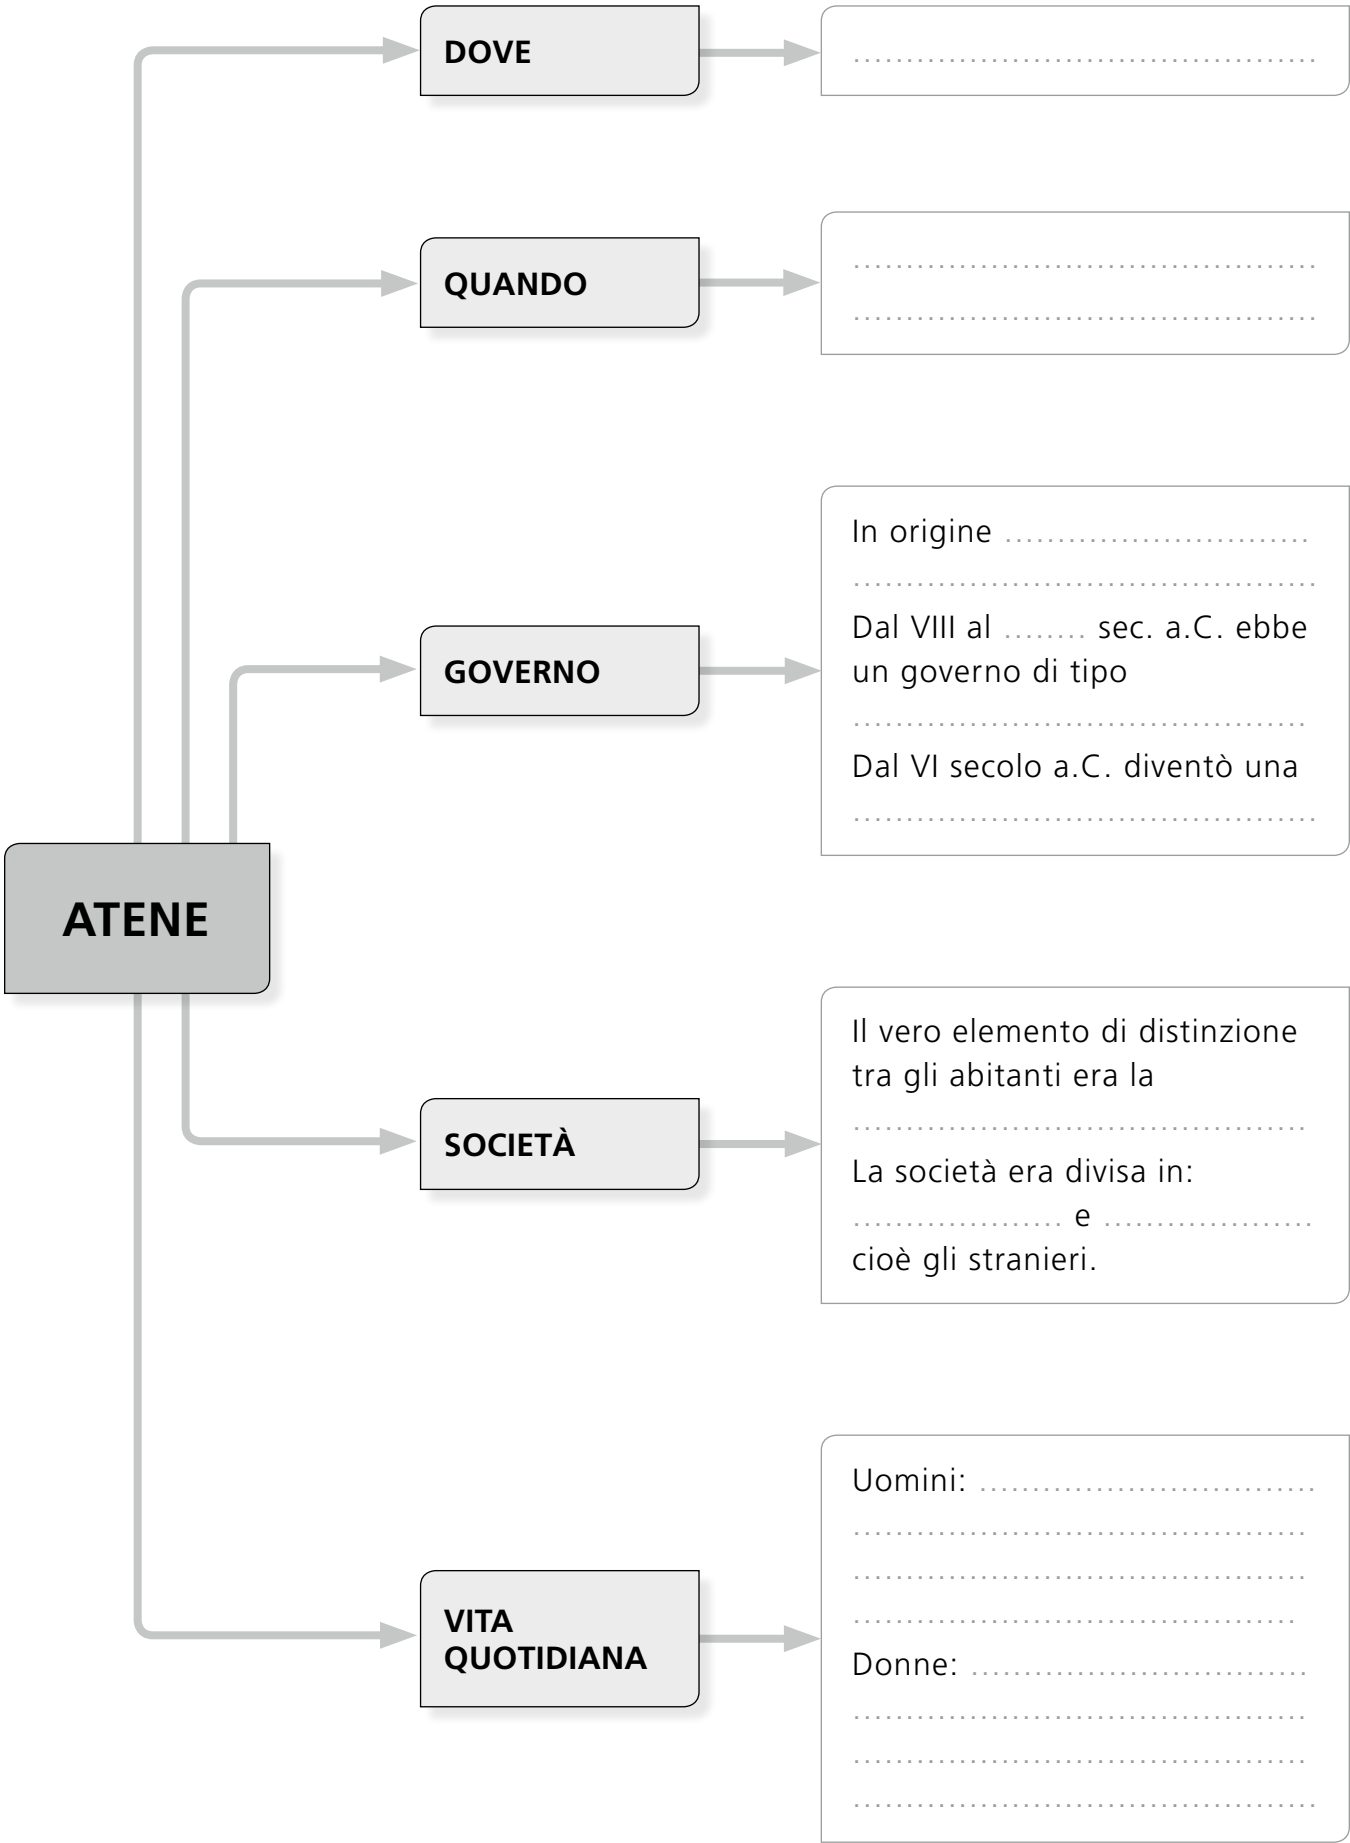 DOVE
..........................................
QUANDO
..........................................
..........................................
In origine ............................
..........................................
GOVERNO
Dal VIII al ........ sec. a.C. ebbe
un governo di tipo
..........................................
Dal VI secolo a.C. diventò una
..........................................
ATENE
SOCIETÀ
Il vero elemento di distinzione
tra gli abitanti era la
..........................................
La società era divisa in:
.................... e ....................
cioè gli stranieri.
VITA
QUOTIDIANA
Uomini: ................................
..........................................
..........................................
..........................................
Donne: ................................
..........................................
..........................................
..........................................